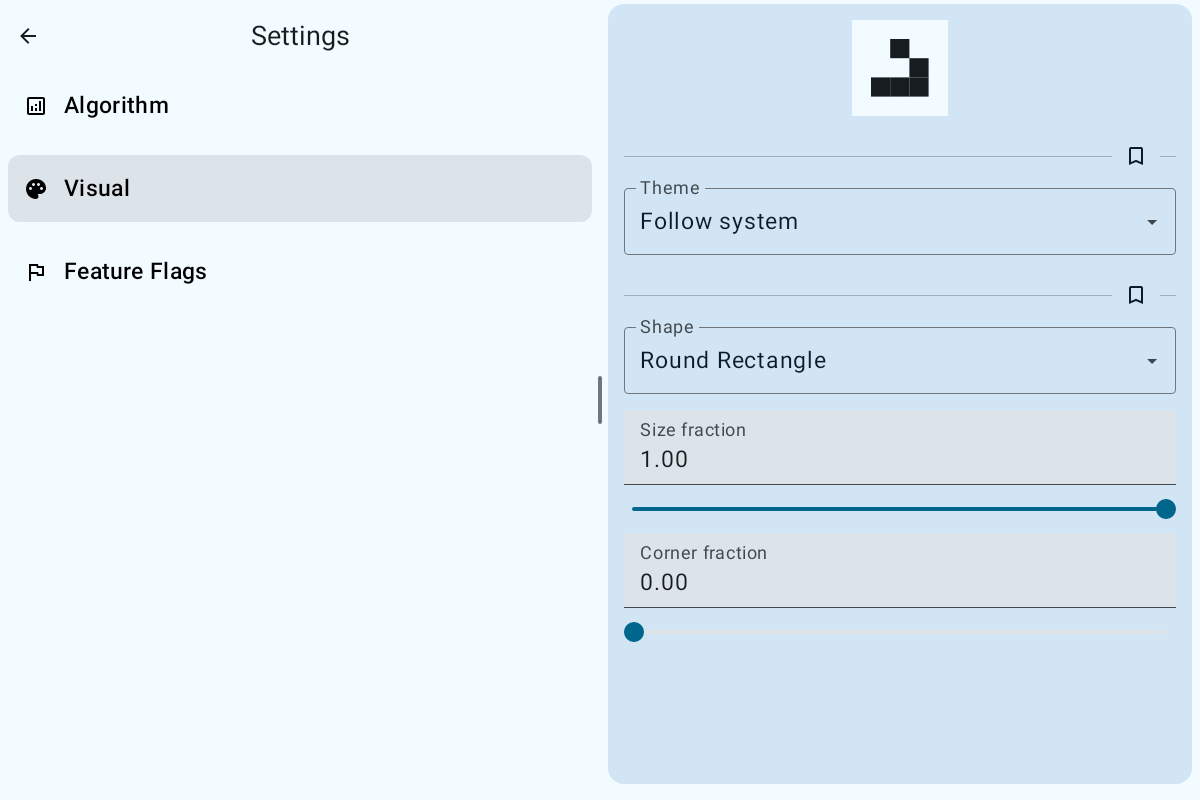 Settings
Algorithm
Visual
Feature Flags
Theme
Follow system
Shape
Round Rectangle
Size fraction
1.00
Corner fraction
0.00